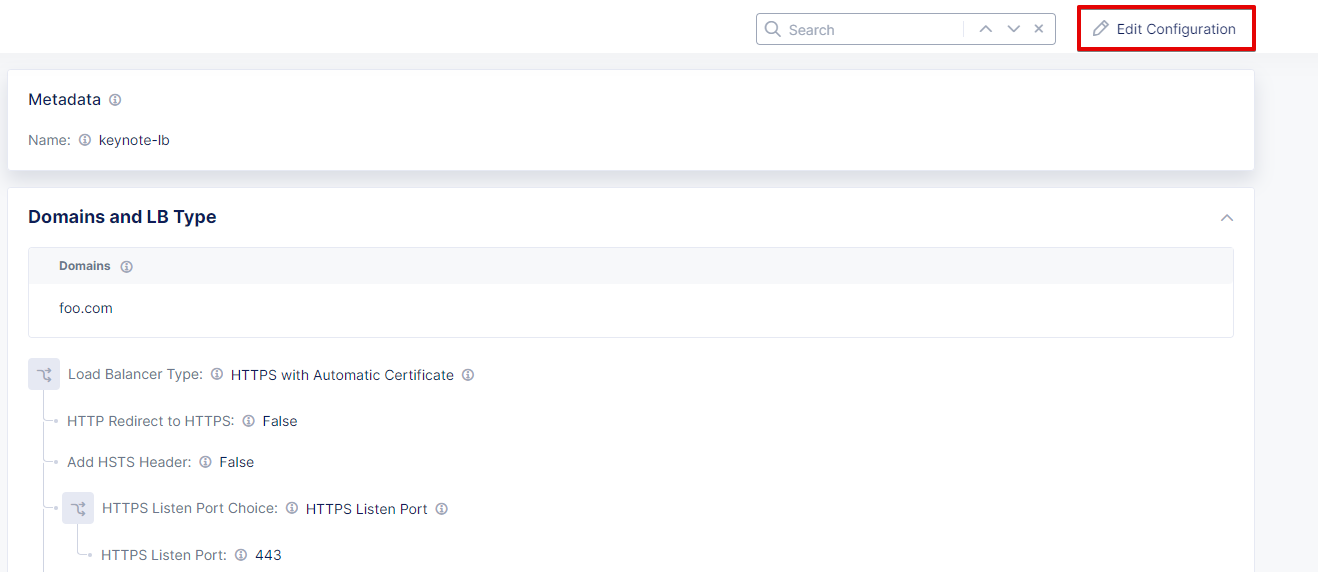 Search
Edit Configuration
Metadata
Name: keynote-lb
Domains and LB Type
Domains
foo.com
Load Balancer Type: HTTPS with Automatic Certificate
HTTP Redirect to HTTPS: False
Add HSTS Header: False
HTTPS Listen Port Choice: HTTPS Listen Port
HTTPS Listen Port: 443